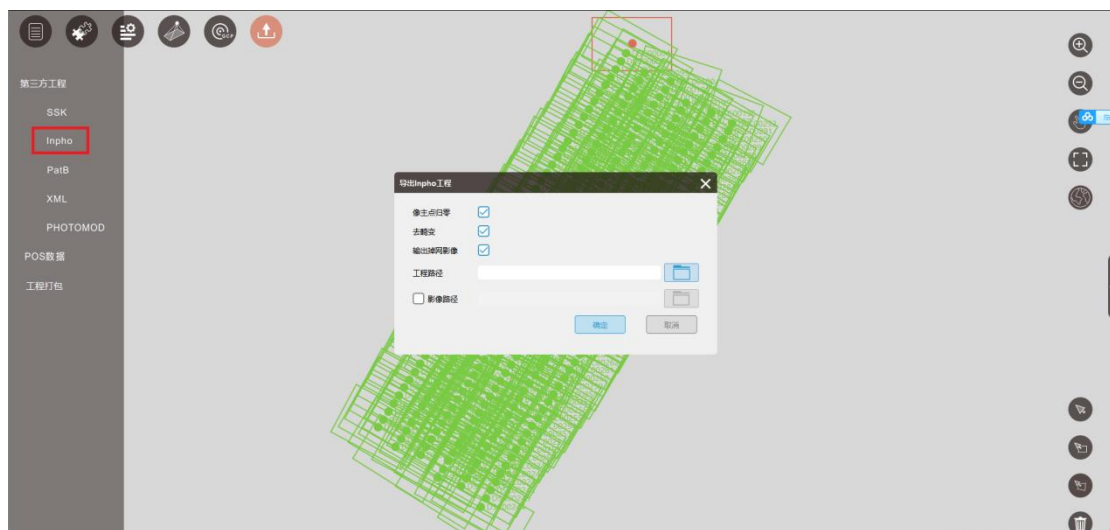 GCP
第三方工程
SSK
Inpho
PatB
XML
PHOTOMOD
POS数据
工程打包
导出Inpho工程
像主点归零
去畸变
输出掉网影像
工程路径
影像路径
确定
取消